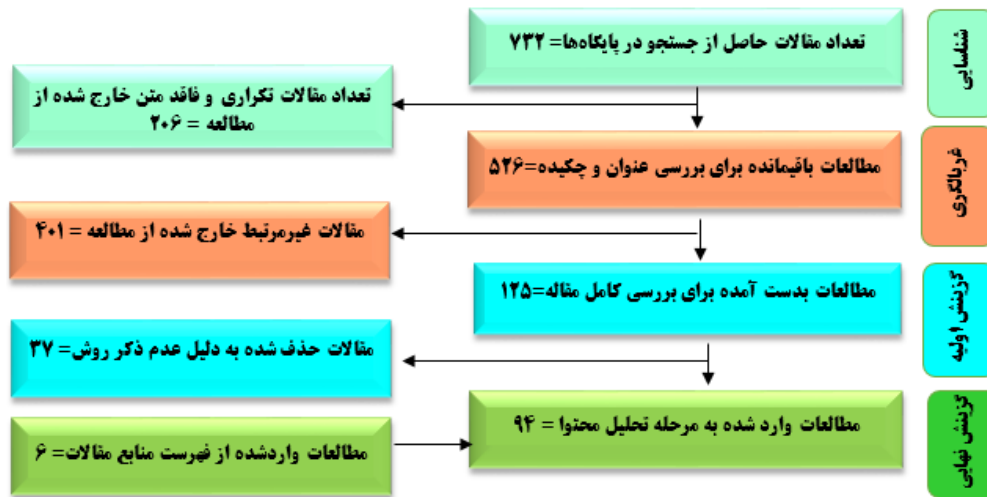 شناسایی
تعداد مقالات حاصل از جستجو در پایگاه‌ها= ۷۳۲
تعداد مقالات تکراری و فاقد متن خارج شده از
مطالعه = ۲۰۶
غربالگری
مطالعات باقیمانده برای بررسی عنوان و چکیده=۵۲۶
مقالات غیرمرتبط خارج شده از مطالعه = ۴۰۱
گزینش اولیه
مطالعات بدست آمده برای بررسی کامل مقاله=۱۲۵
مقالات حذف شده به دلیل عدم ذکر روش= ۳۷
گزینش نهایی
مطالعات وارد شده به مرحله تحلیل محتوا = ۹۴
مطالعات واردشده از فهرست منابع مقالات= ۶